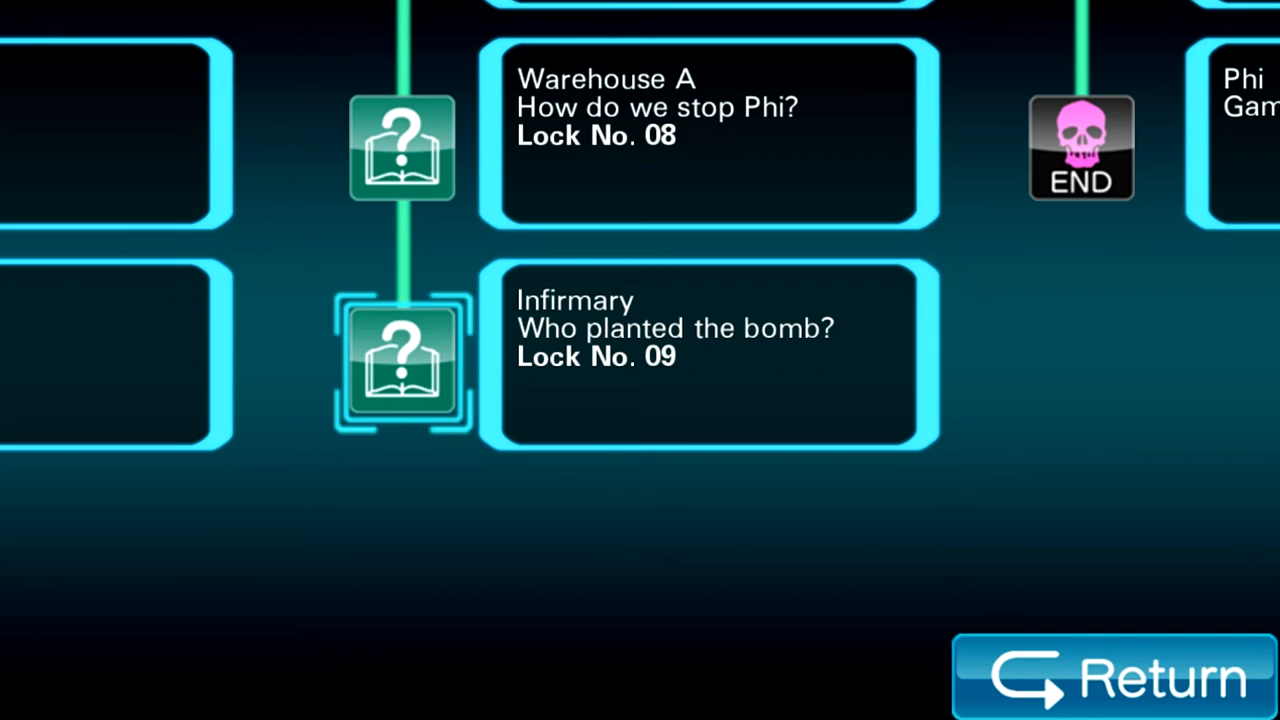 Warehouse A
How do we stop Phi?
Lock No. 08
END
Phi
Infirmary
Who planted the bomb?
Lock No. 09
Return